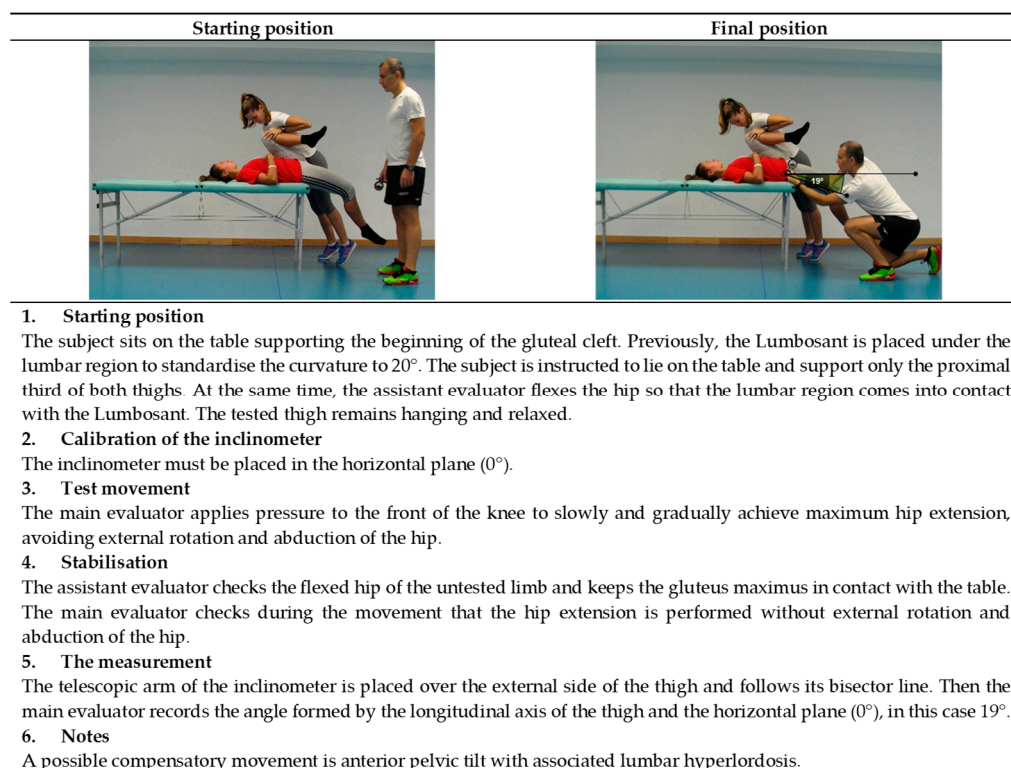 Starting position
Final position
19°
1. Starting position
The subject sits on the table supporting the beginning of the gluteal cleft. Previously, the Lumbosant is placed under the
lumbar region to standardise the curvature to 20°. The subject is instructed to lie on the table and support only the proximal
third of both thighs. At the same time, the assistant evaluator flexes the hip so that the lumbar region comes into contact
with the Lumbosant. The tested thigh remains hanging and relaxed.
2. Calibration of the inclinometer
The inclinometer must be placed in the horizontal plane (0°).
3. Test movement
The main evaluator applies pressure to the front of the knee to slowly and gradually achieve maximum hip extension,
avoiding external rotation and abduction of the hip.
4. Stabilisation
The assistant evaluator checks the flexed hip of the untested limb and keeps the gluteus maximus in contact with the table.
The main evaluator checks during the movement that the hip extension is performed without external rotation and
abduction of the hip.
5. The measurement
The telescopic arm of the inclinometer is placed over the external side of the thigh and follows its bisector line. Then the
main evaluator records the angle formed by the longitudinal axis of the thigh and the horizontal plane (0°), in this case 19°.
6. Notes
A possible compensatory movement is anterior pelvic tilt with associated lumbar hyperlordosis.